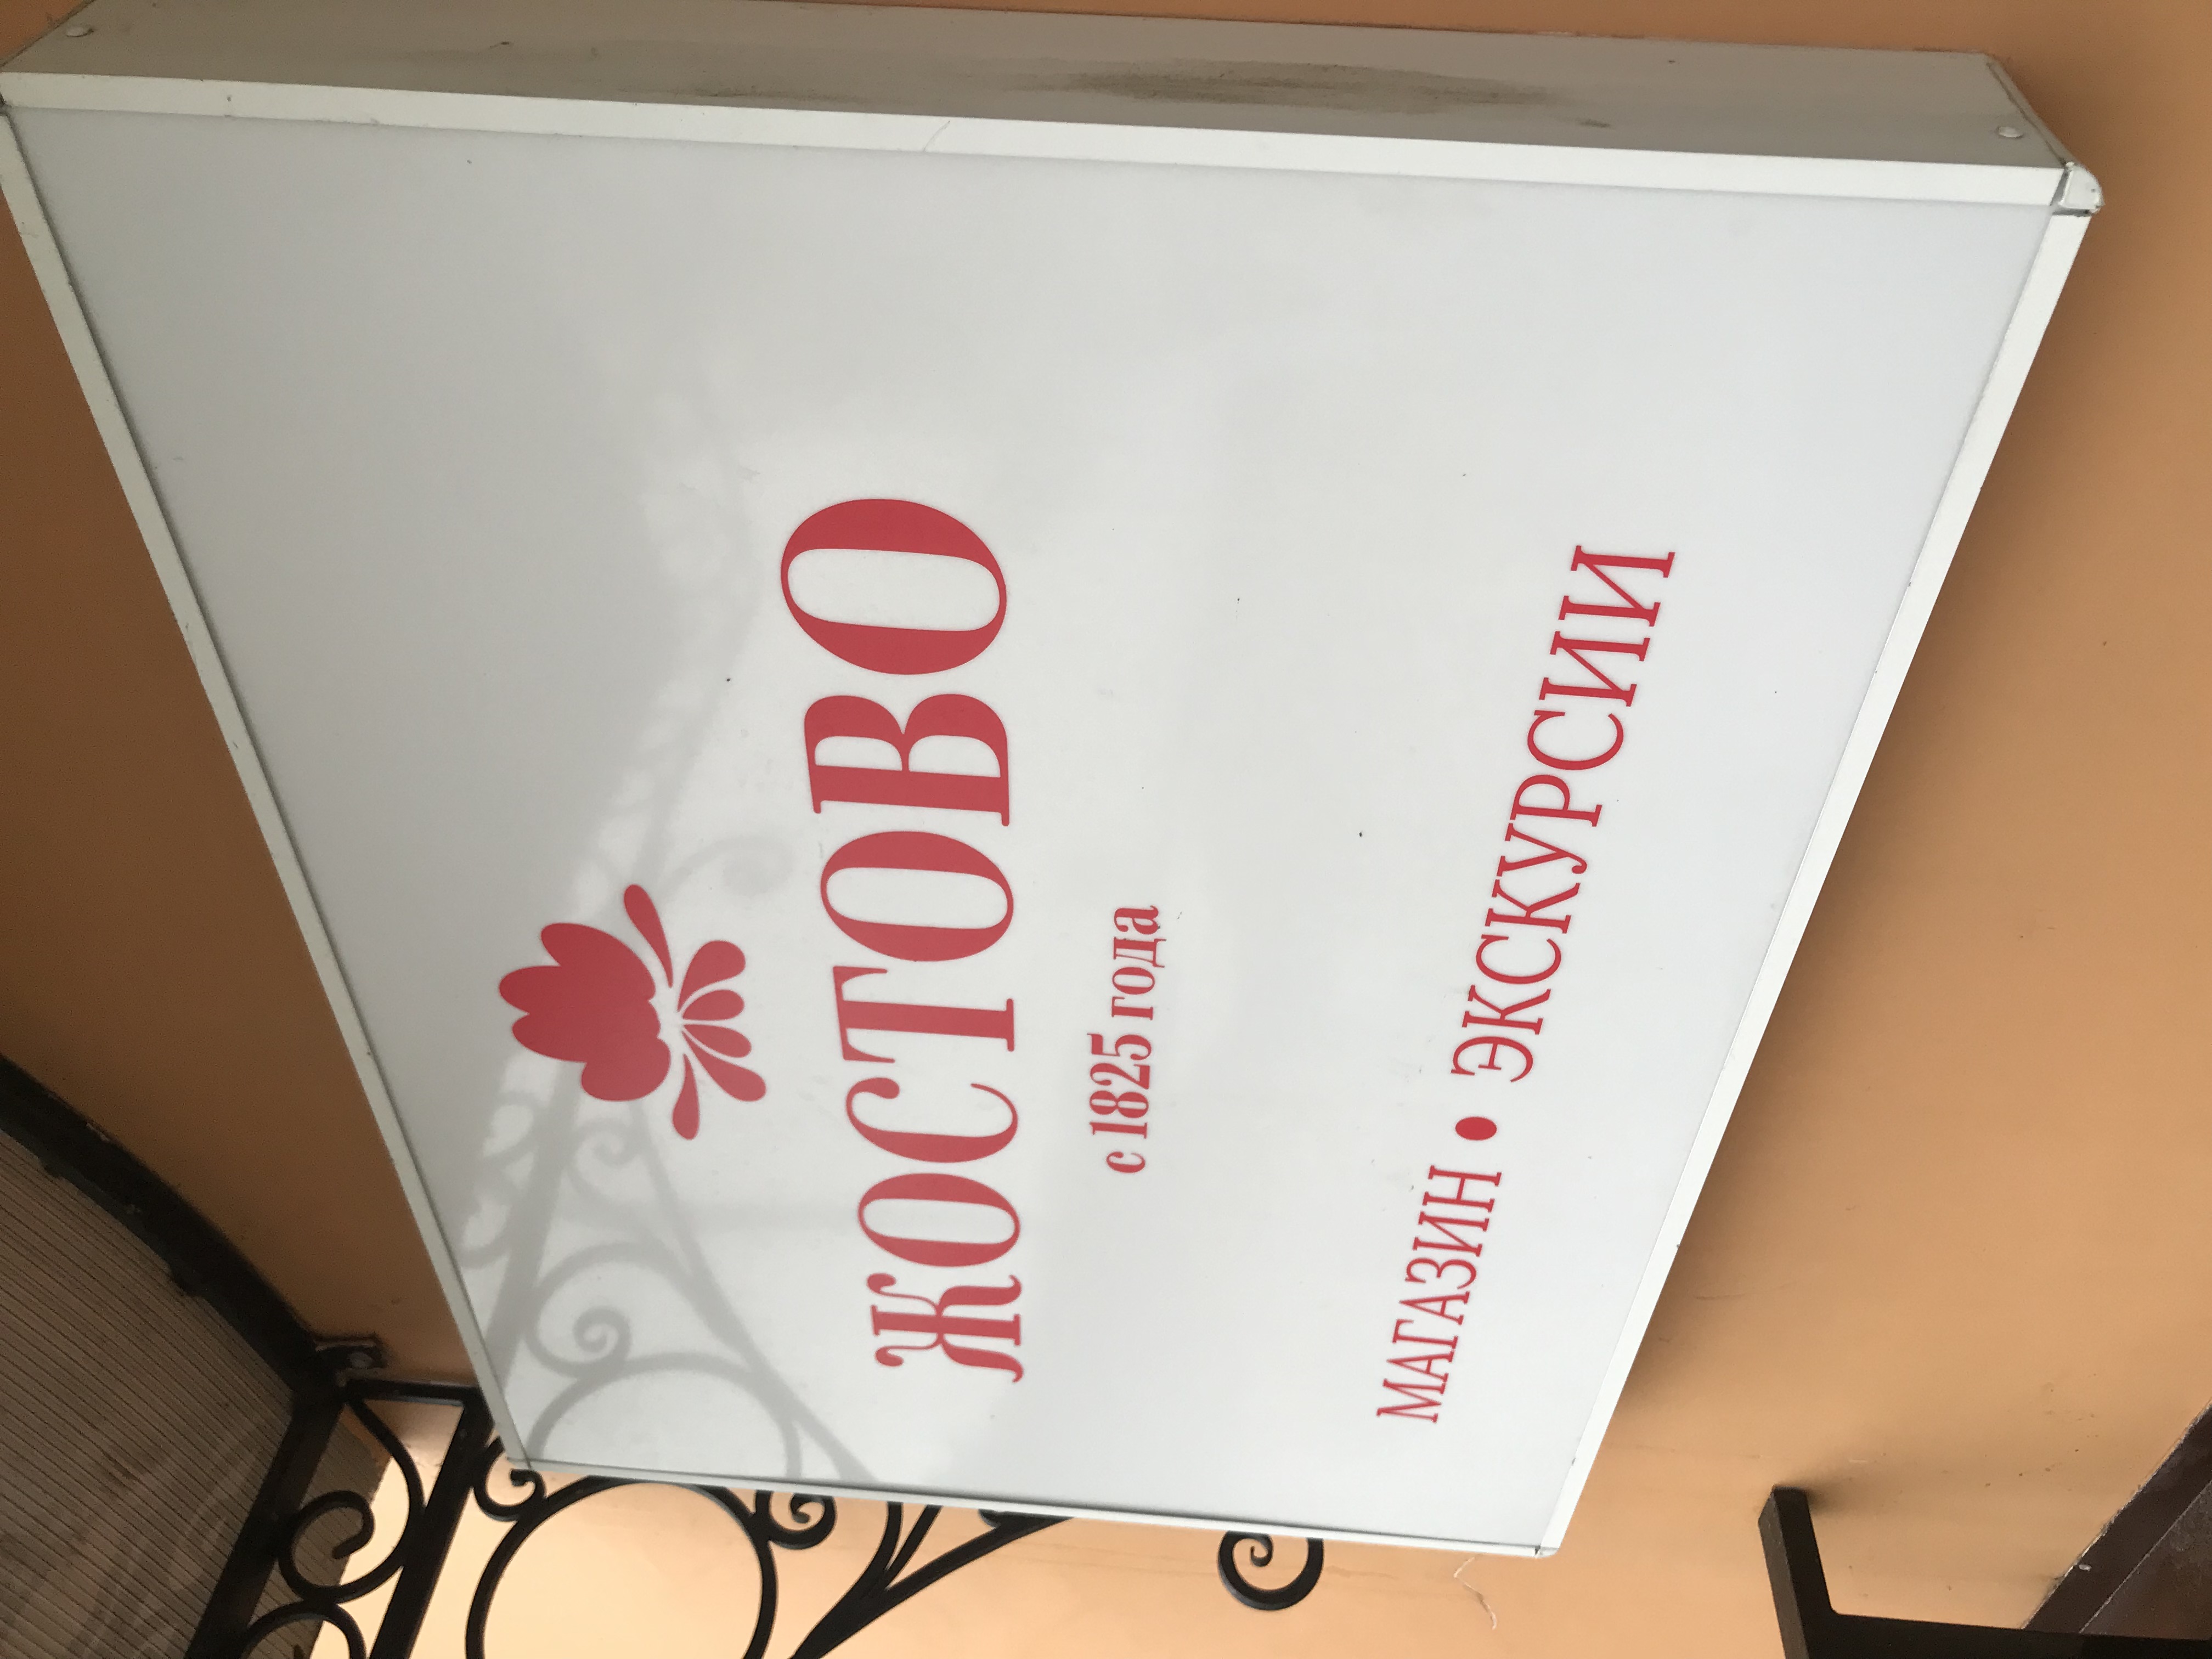 ЖОСТОВО
с 1825 года
МАГАЗИН • ЭКСКУРСИИ